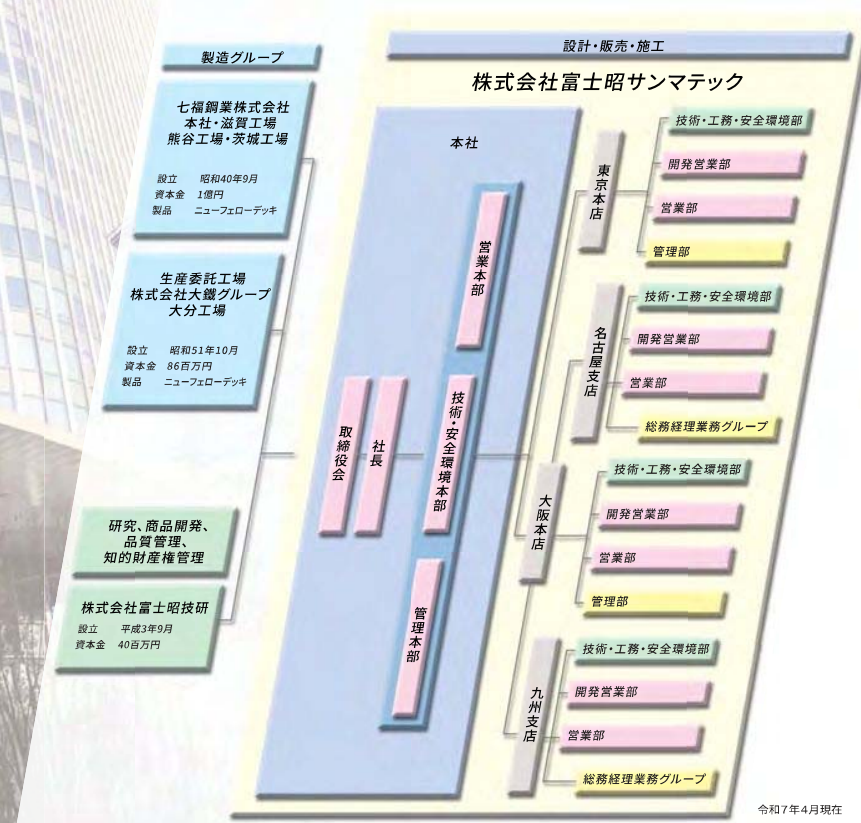 製造グループ
七福鋼業株式会社
本社・滋賀工場
熊谷工場・茨城工場
設立 昭和40年9月
資本金 1億円
製品 ニューフェローデッキ
生産委託工場
株式会社大鐵グループ
大分工場
設立 昭和51年10月
資本金 86百万円
製品 ニューフェローデッキ
研究、商品開発、
品質管理、
知的財産権管理
株式会社富士昭技研
設立 平成3年9月
資本金 40百万円
設計・販売・施工
株式会社富士昭サンマテック
本社
取締役会
社長
営業本部
技術・安全環境本部
管理本部
東京本店
技術・工務・安全環境部
開発営業部
営業部
管理部
名古屋支店
技術・工務・安全環境部
開発営業部
営業部
総務経理業務グループ
大阪本店
技術・工務・安全環境部
開発営業部
営業部
管理部
九州支店
技術・工務・安全環境部
開発営業部
営業部
総務経理業務グループ
令和7年4月現在